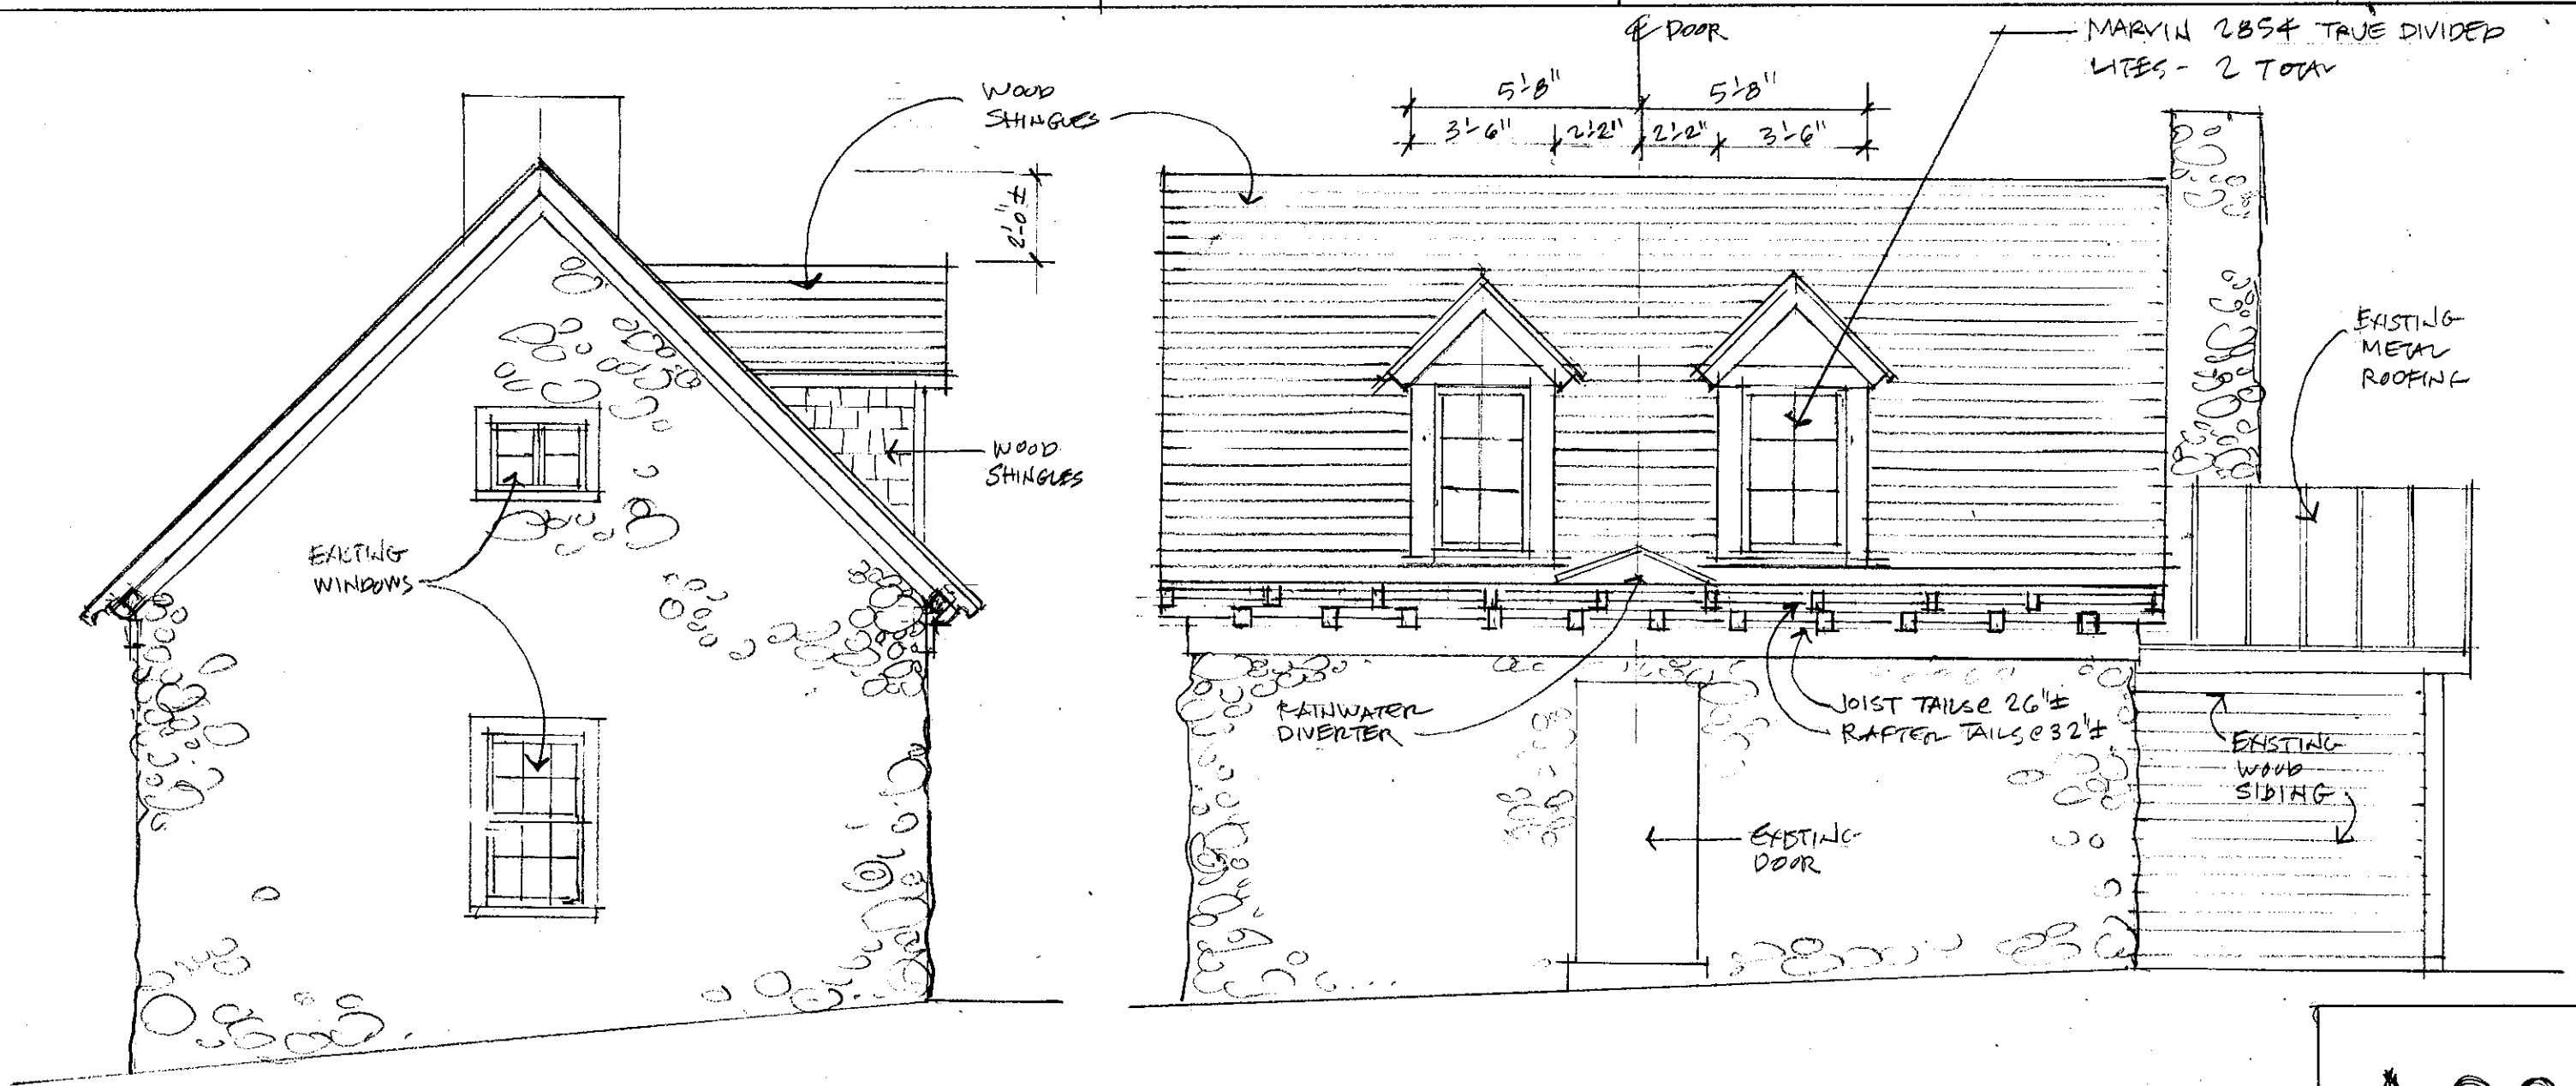 ℄ DOOR
MARVIN 2854 TRUE DIVIDED
LITES - 2 TOTAL
5'-8" 5'-8"
3'-6" 2'-2" 2'-2" 3'-6"
WOOD
SHINGLES
2'-0"±
WOOD
SHINGLES
EXISTING
WINDOWS
EXISTING
METAL
ROOFING
RAINWATER
DIVERTER
JOIST TAILS @ 26"±
RAFTER TAILS @ 32"±
EXISTING
WOOD
SIDING
EXISTING
DOOR